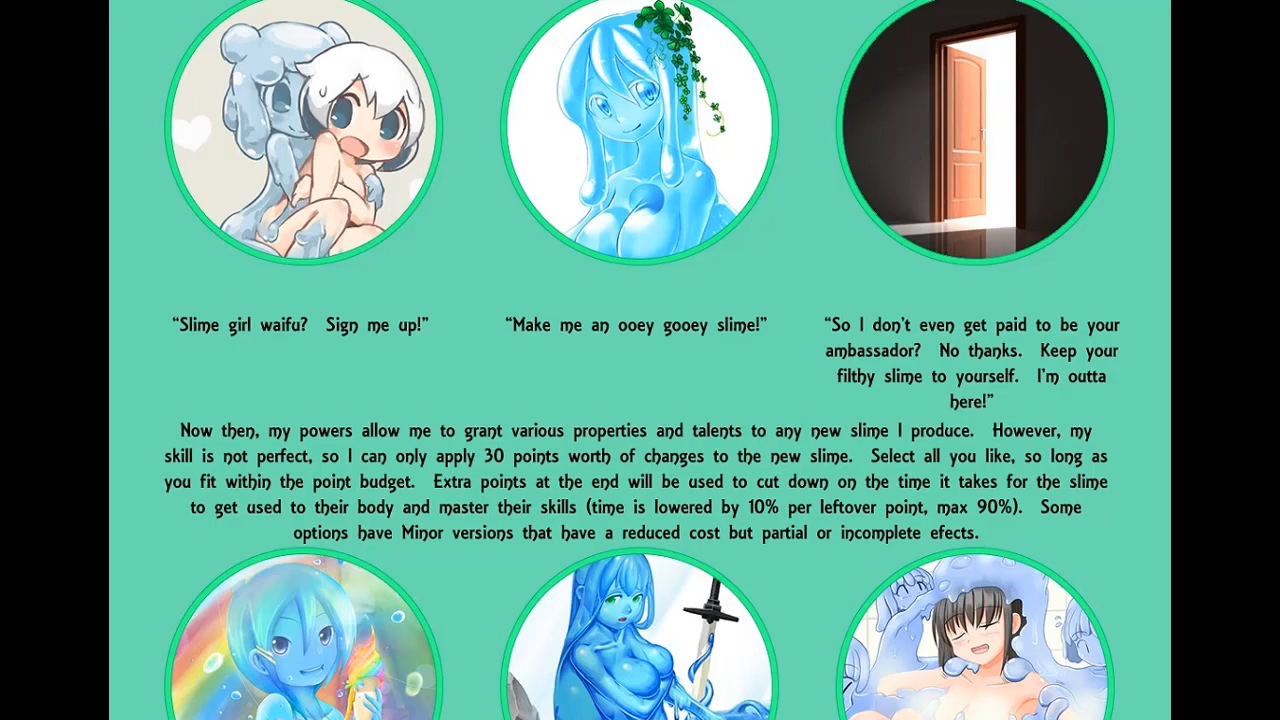 “Slime girl waifu? Sign me up!”
“Make me an ooey gooey slime!”
“So I don’t even get paid to be your
ambassador? No thanks. Keep your
filthy slime to yourself. I’m outta
here!”
Now then, my powers allow me to grant various properties and talents to any new slime I produce. However, my
skill is not perfect, so I can only apply 30 points worth of changes to the new slime. Select all you like, so long as
you fit within the point budget. Extra points at the end will be used to cut down on the time it takes for the slime
to get used to their body and master their skills (time is lowered by 10% per leftover point, max 90%). Some
options have Minor versions that have a reduced cost but partial or incomplete efects.